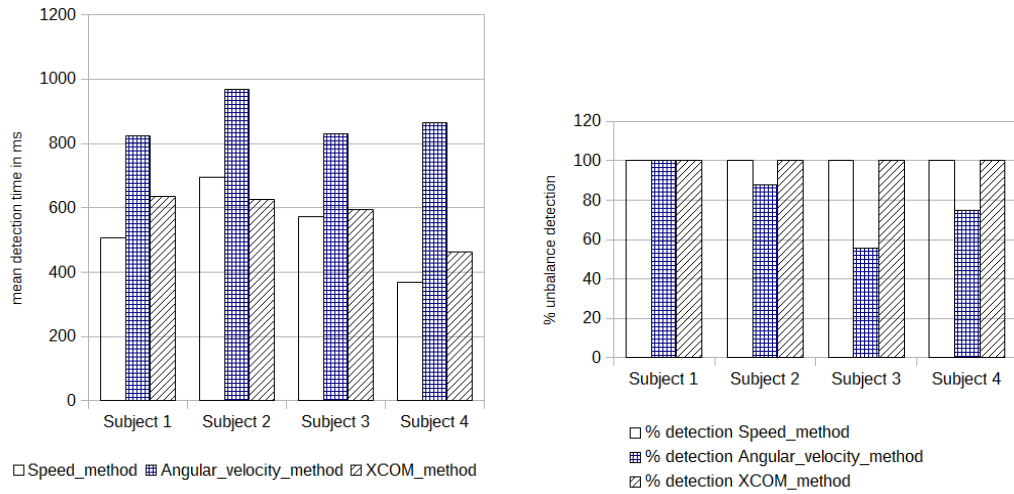 1200
1000
800
600
400
200
0
mean detection time in ms
Subject 1 Subject 2 Subject 3 Subject 4
Speed_method Angular_velocity_method XCOM_method
120
100
80
60
40
20
0
% unbalance detection
Subject 1 Subject 2 Subject 3 Subject 4
% detection Speed_method
% detection Angular_velocity_method
% detection XCOM_method